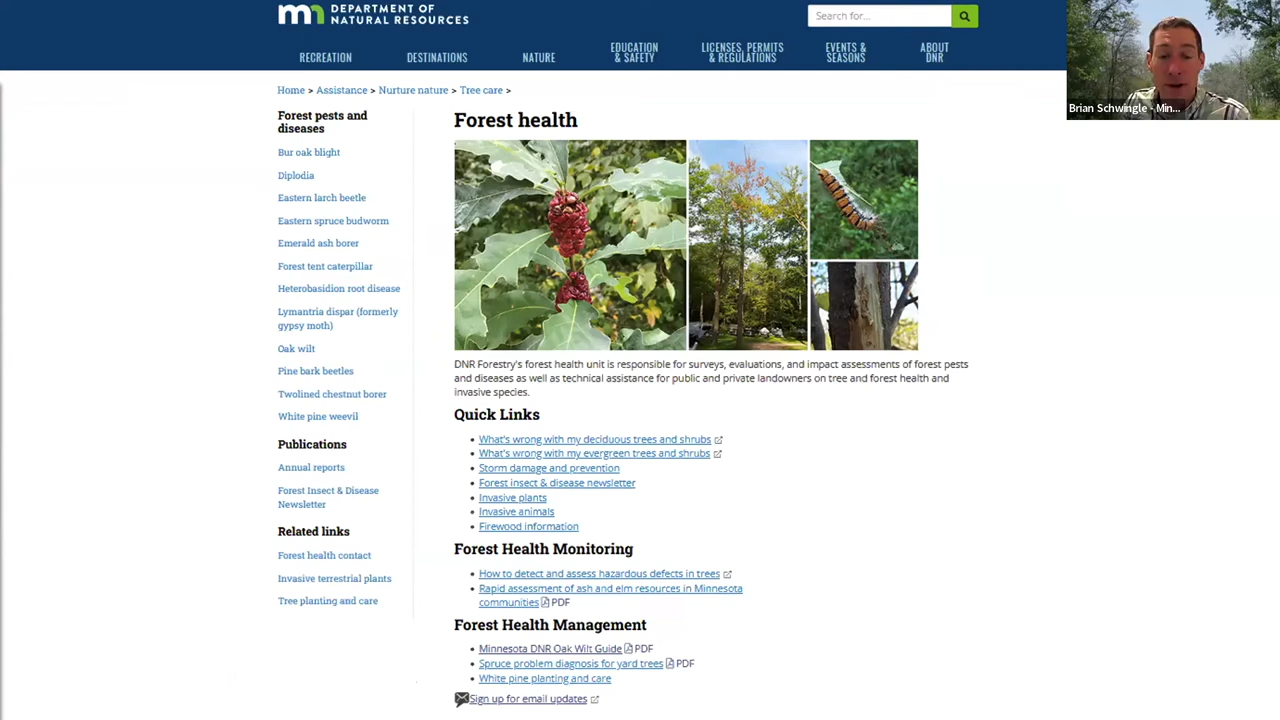 DEPARTMENT OF
NATURAL RESOURCES
Search for...
RECREATION
DESTINATIONS
NATURE
EDUCATION
& SAFETY
LICENSES, PERMITS
& REGULATIONS
EVENTS &
SEASONS
ABOUT
DNR
Brian Schwingle - Min...
Home > Assistance > Nurture nature > Tree care >
Forest pests and
diseases
Bur oak blight
Diplodia
Eastern larch beetle
Eastern spruce budworm
Emerald ash borer
Forest tent caterpillar
Heterobasidion root disease
Lymantria dispar (formerly
gypsy moth)
Oak wilt
Pine bark beetles
Twolined chestnut borer
White pine weevil
Publications
Annual reports
Forest Insect & Disease
Newsletter
Related links
Forest health contact
Invasive terrestrial plants
Tree planting and care
Forest health
DNR Forestry's forest health unit is responsible for surveys, evaluations, and impact assessments of forest pests
and diseases as well as technical assistance for public and private landowners on tree and forest health and
invasive species.
Quick Links
• What's wrong with my deciduous trees and shrubs
• What's wrong with my evergreen trees and shrubs
• Storm damage and prevention
• Forest insect & disease newsletter
• Invasive plants
• Invasive animals
• Firewood information
Forest Health Monitoring
• How to detect and assess hazardous defects in trees
• Rapid assessment of ash and elm resources in Minnesota
communities PDF
Forest Health Management
• Minnesota DNR Oak Wilt Guide PDF
• Spruce problem diagnosis for yard trees PDF
• White pine planting and care
Sign up for email updates